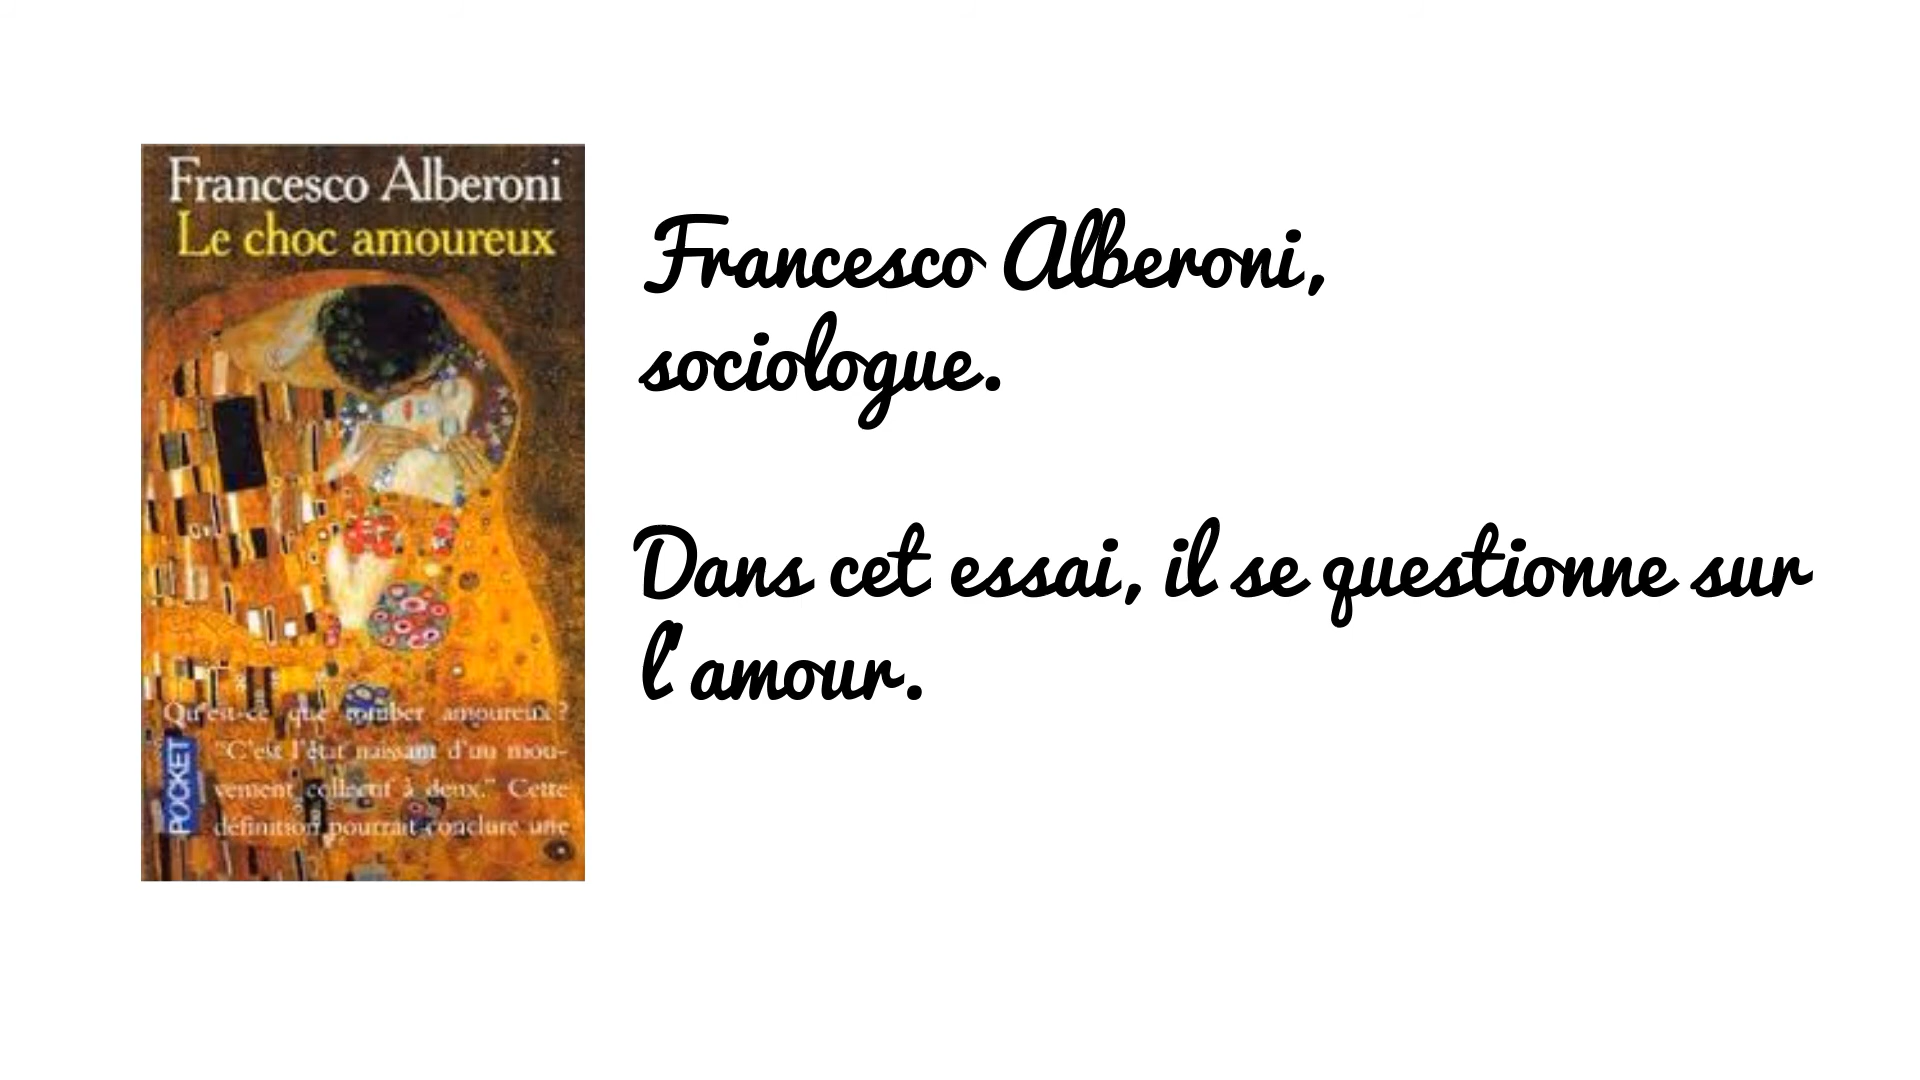 Francesco Alberoni
Le choc amoureux
Qu'est-ce que tomber amoureux ?
"C'est l'état naissant d'un mou-
vement collectif à deux." Cette
définition pourrait conclure une
POCKET
Francesco Alberoni,
sociologue.
Dans cet essai, il se questionne sur
l'amour.